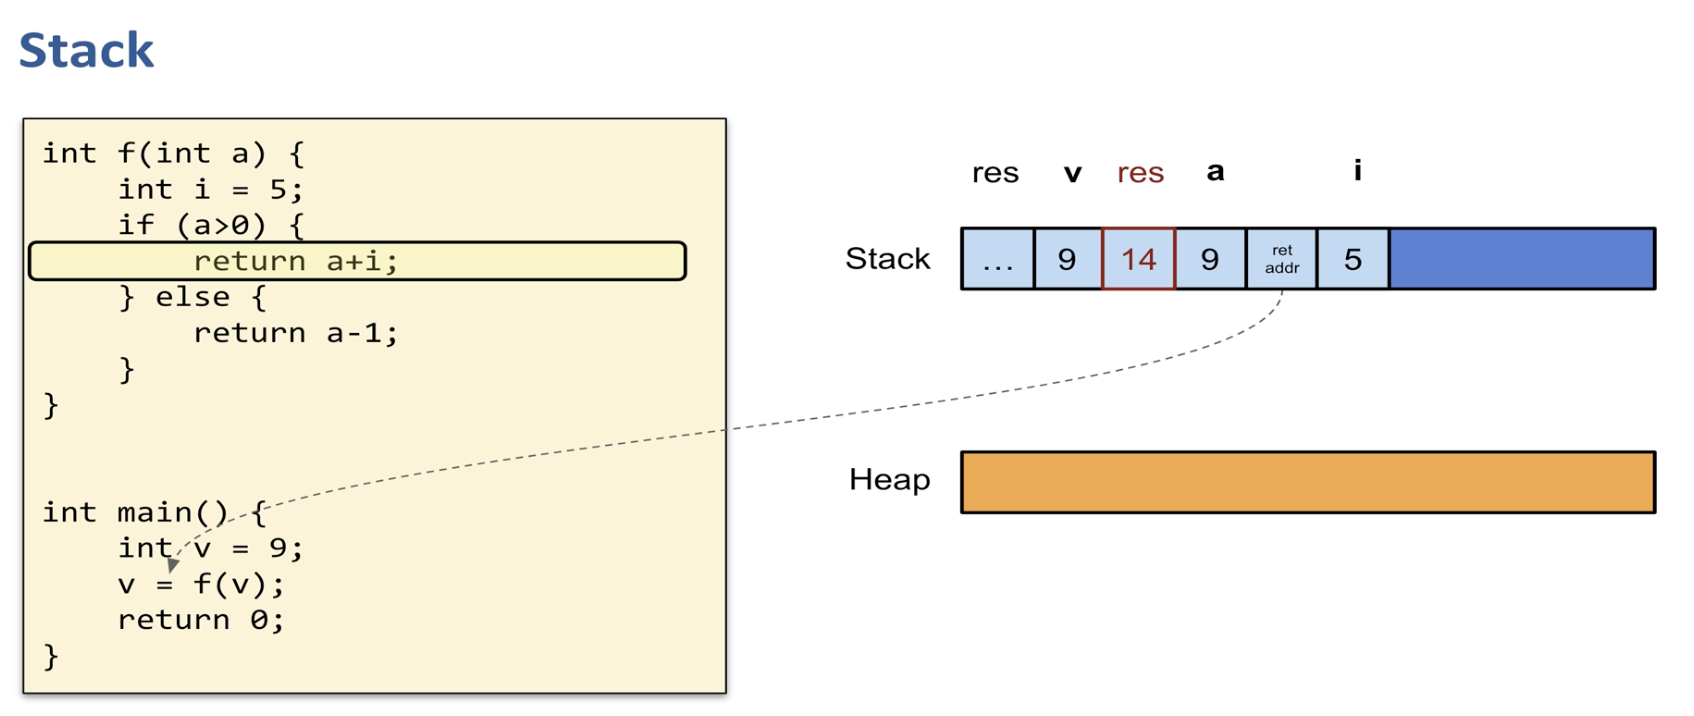 Stack
int f(int a) {
    int i = 5;
    if (a>0) {
        return a+i;
    } else {
        return a-1;
    }
}
int main() {
    int v = 9;
    v = f(v);
    return 0;
}
res v res a i
Stack ... 9 14 9 ret addr 5
Heap